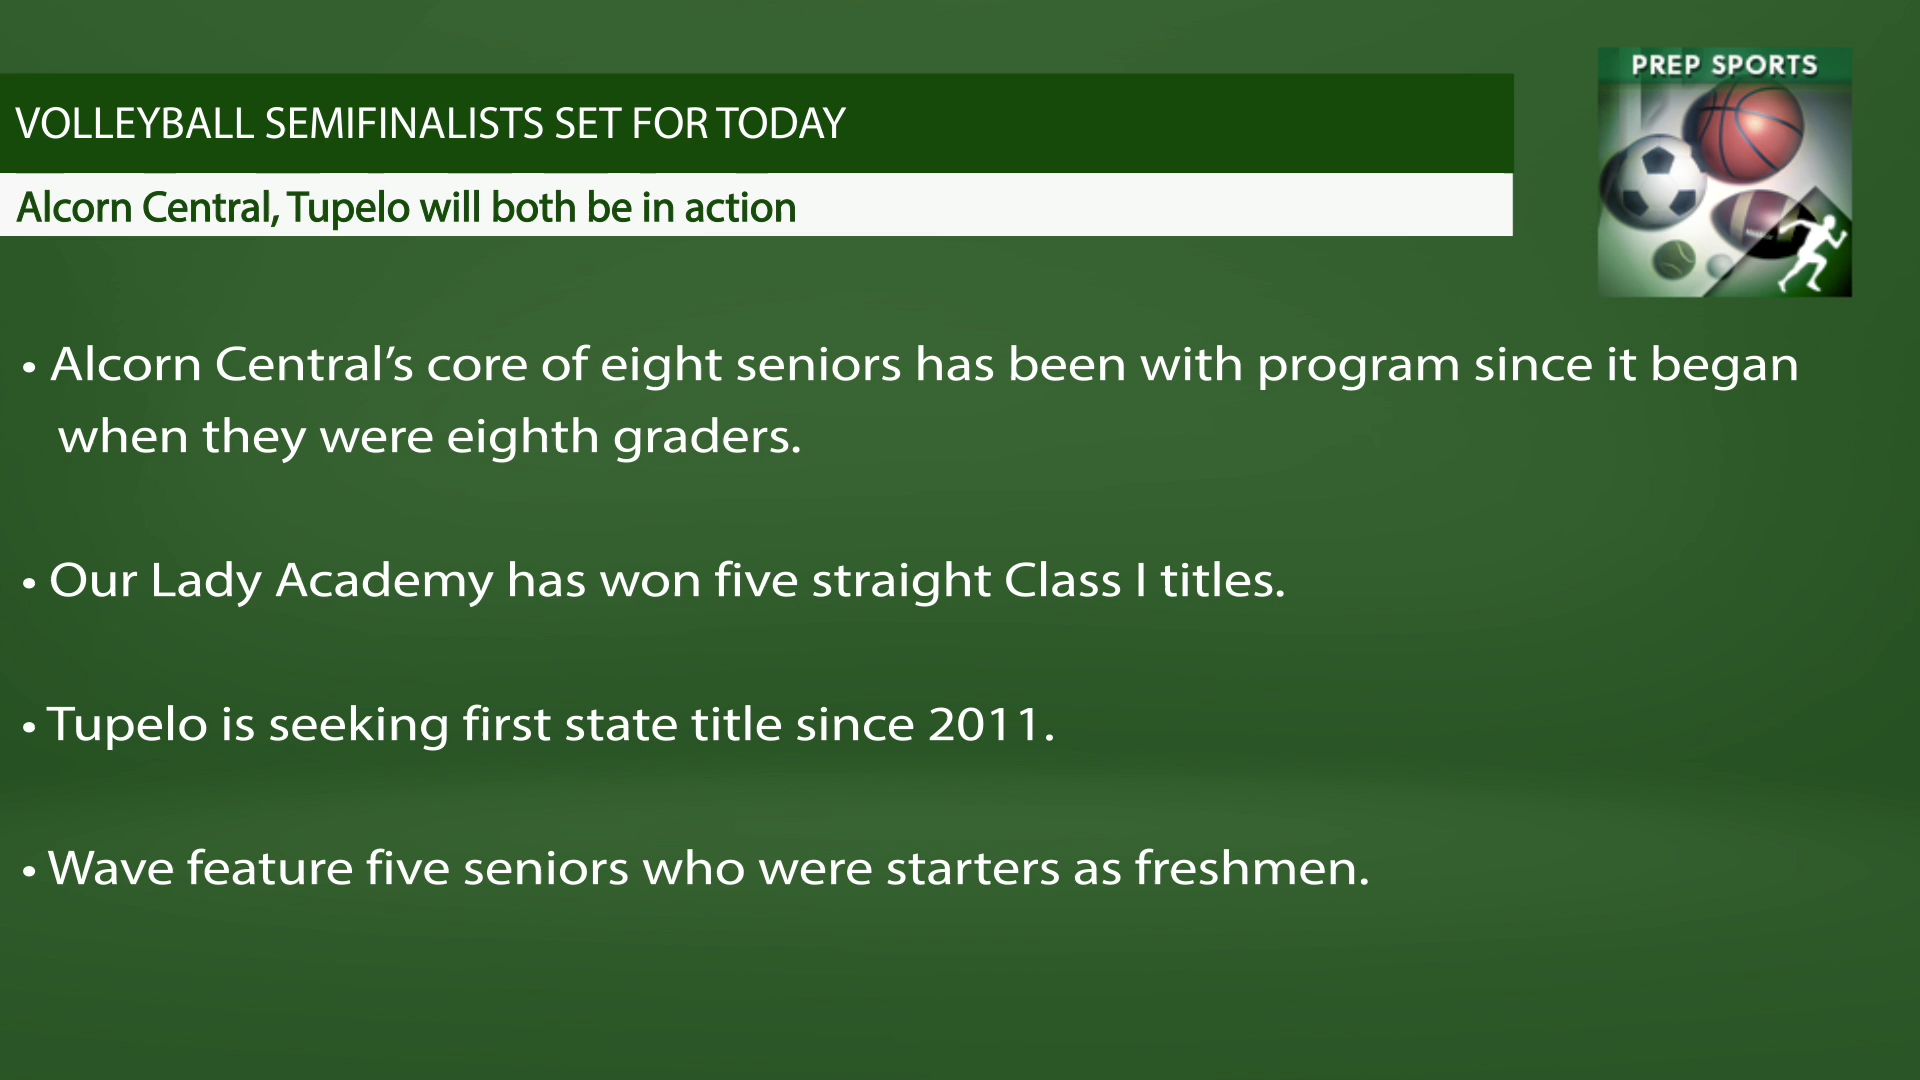 PREP SPORTS
VOLLEYBALL SEMIFINALISTS SET FOR TODAY
Alcorn Central, Tupelo will both be in action
• Alcorn Central’s core of eight seniors has been with program since it began
when they were eighth graders.
• Our Lady Academy has won five straight Class I titles.
• Tupelo is seeking first state title since 2011.
• Wave feature five seniors who were starters as freshmen.